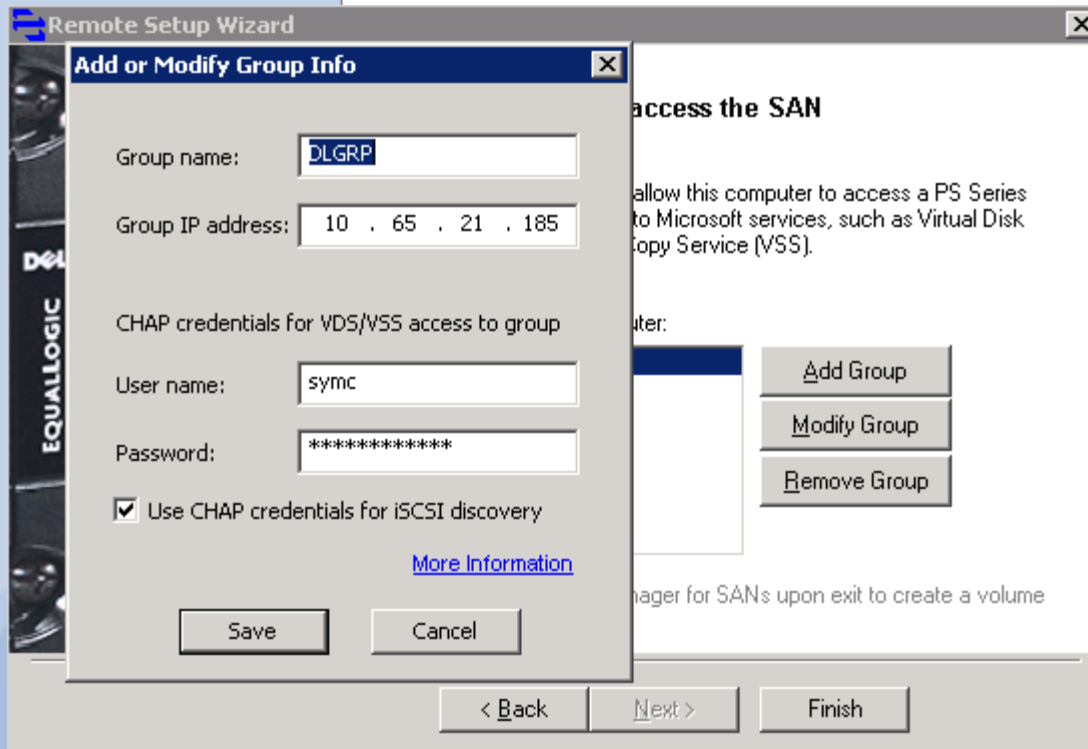 Remote Setup Wizard
Add or Modify Group Info
access the SAN
Group name:
DLGRP
allow this computer to access a PS Series
Group IP address:
10 . 65 . 21 . 185
to Microsoft services, such as Virtual Disk
Copy Service (VSS).
DELL
EQUALLOGIC
CHAP credentials for VDS/VSS access to group
uter:
User name:
symc
Add Group
Modify Group
Password:
************
Remove Group
Use CHAP credentials for iSCSI discovery
More Information
nager for SANs upon exit to create a volume
Save
Cancel
< Back
Next >
Finish